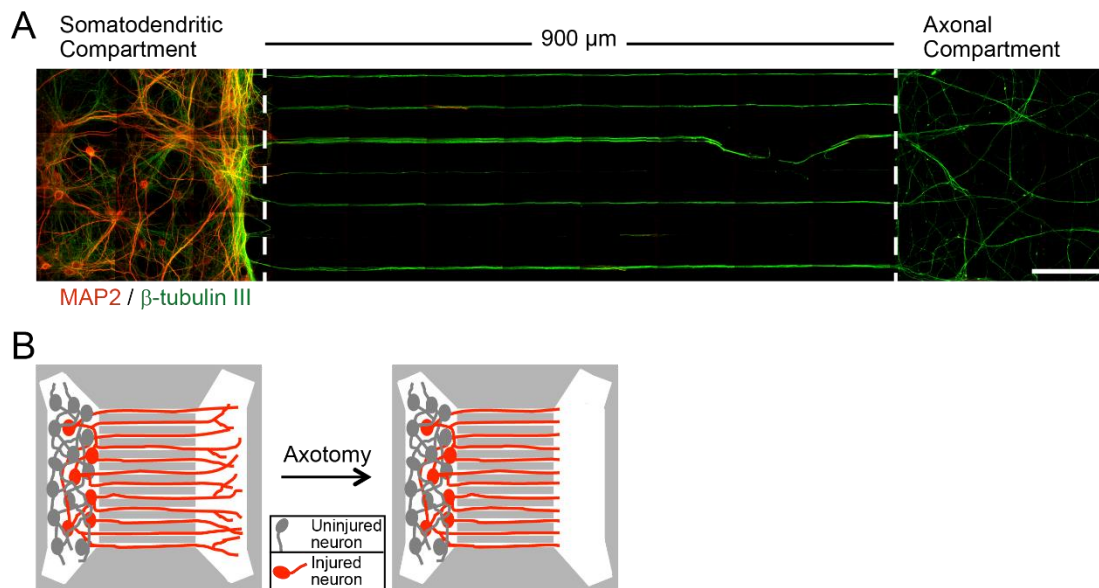 A
Somatodendritic
Compartment
900 µm
Axonal
Compartment
MAP2 / β-tubulin III
B
Axotomy
Uninjured
neuron
Injured
neuron